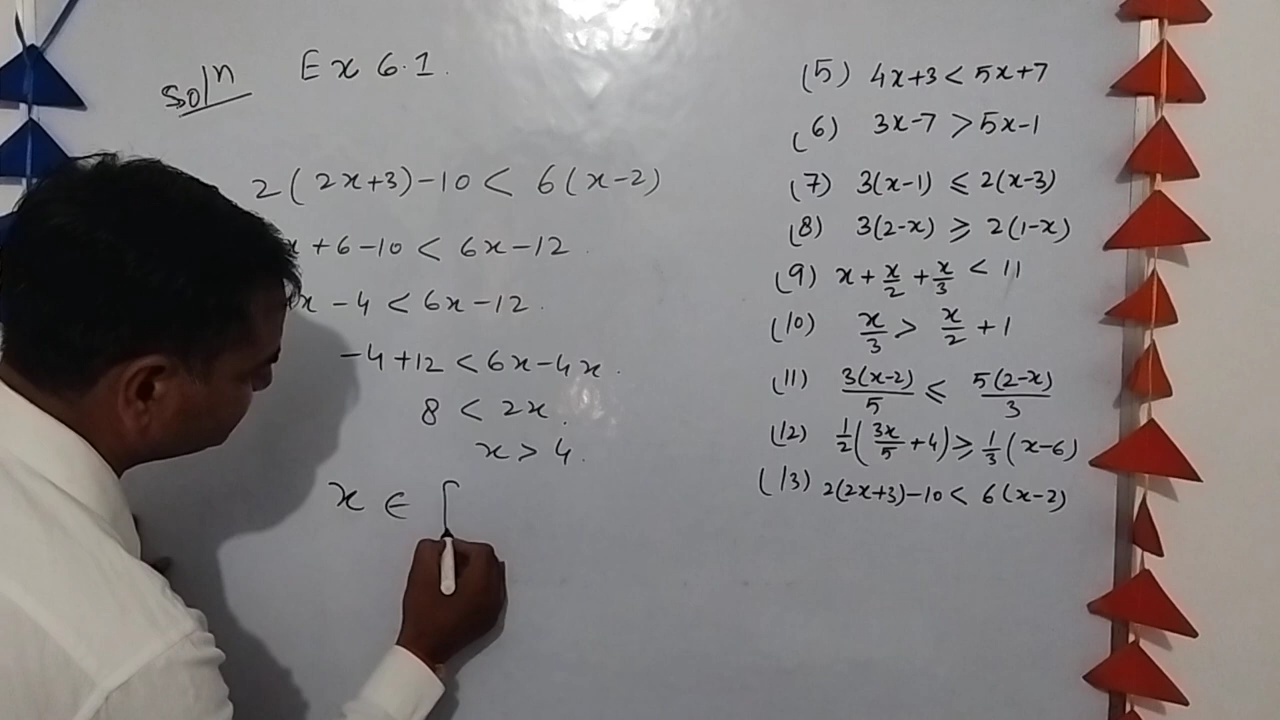 Solⁿ Ex 6.1.
2(2x+3)-10 < 6(x-2)
x+6-10 < 6x-12.
x-4 < 6x-12.
-4+12 < 6x-4x.
8 < 2x.
x > 4.
x ∈ [
(5) 4x+3 < 5x+7
(6) 3x-7 > 5x-1
(7) 3(x-1) ≤ 2(x-3)
(8) 3(2-x) ≥ 2(1-x)
(9) x + x/2 + x/3 < 11
(10) x/3 > x/2 + 1
(11) 3(x-2)/5 ≤ 5(2-x)/3
(12) 1/2(3x/5+4) ≥ 1/3(x-6)
(13) 2(2x+3)-10 < 6(x-2)